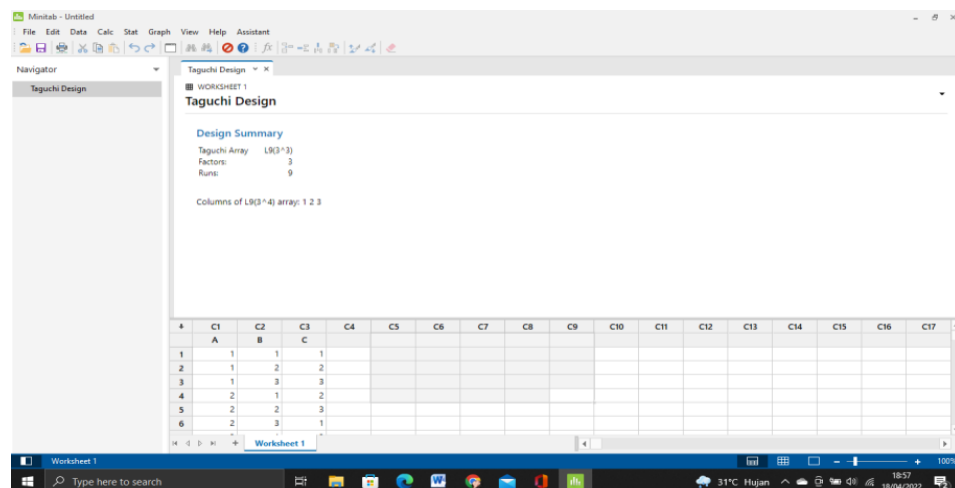 Minitab - Untitled
File Edit Data Calc Stat Graph View Help Assistant
Navigator
Taguchi Design
Taguchi Design
WORKSHEET 1
Taguchi Design
Design Summary
Taguchi Array L9(3^3)
Factors: 3
Runs: 9
Columns of L9(3^4) array: 1 2 3
C1 C2 C3 C4 C5 C6 C7 C8 C9 C10 C11 C12 C13 C14 C15 C16 C17
A B C
1 1 1 1
2 1 2 2
3 1 3 3
4 2 1 2
5 2 2 3
6 2 3 1
Worksheet 1
Worksheet 1
100%
Type here to search
31°C Hujan
18:57
18/04/2022